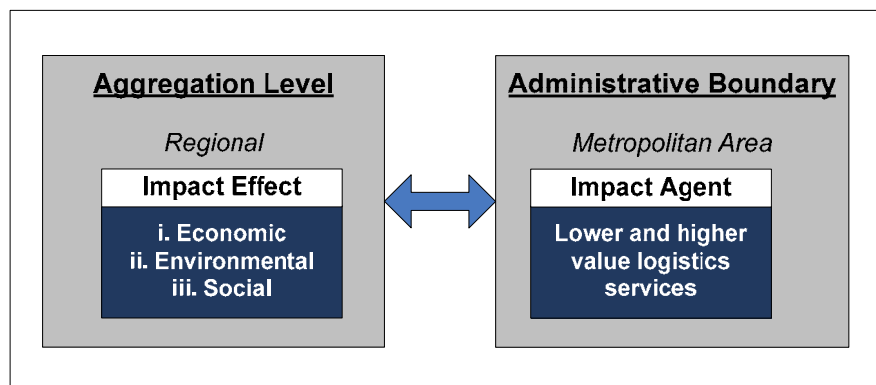 Aggregation Level
Regional
Impact Effect
i. Economic
ii. Environmental
iii. Social
Administrative Boundary
Metropolitan Area
Impact Agent
Lower and higher
value logistics
services